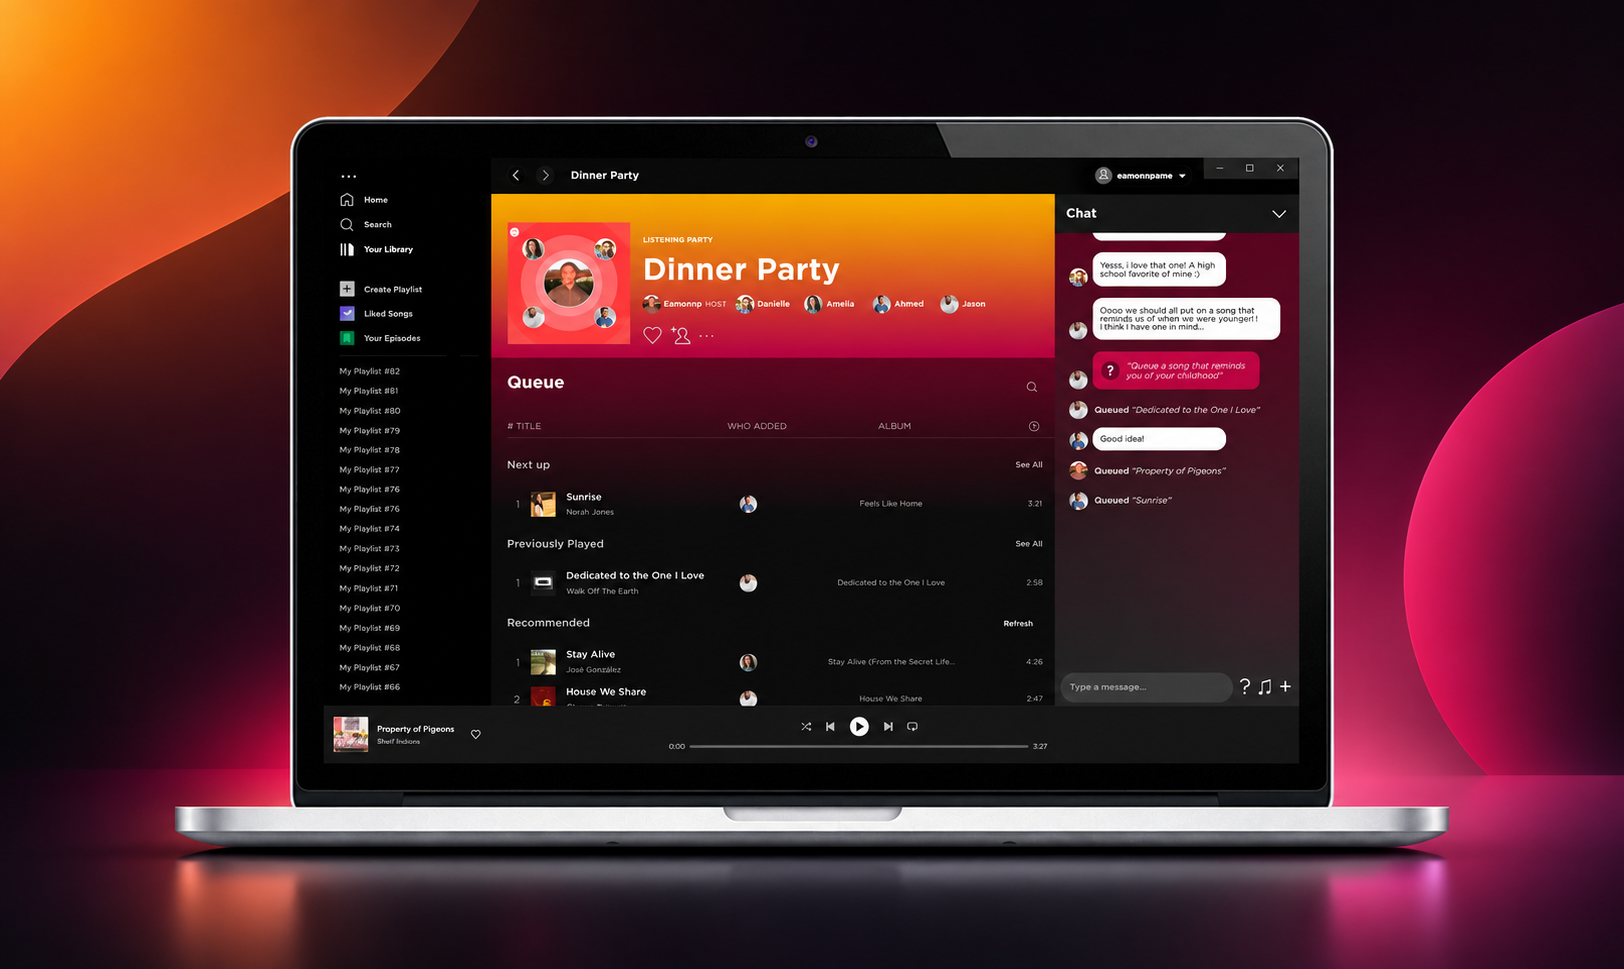 Dinner Party
eamonnpame
Home
Search
Your Library
Create Playlist
Liked Songs
Your Episodes
My Playlist #82
My Playlist #81
My Playlist #80
My Playlist #79
My Playlist #78
My Playlist #77
My Playlist #76
My Playlist #76
My Playlist #74
My Playlist #73
My Playlist #72
My Playlist #71
My Playlist #70
My Playlist #69
My Playlist #68
My Playlist #67
My Playlist #66
LISTENING PARTY
Dinner Party
Eamonnp HOST Danielle Amelia Ahmed Jason
Queue
# TITLE WHO ADDED ALBUM
Next up See All
1 Sunrise Feels Like Home 3:21
Norah Jones
Previously Played See All
1 Dedicated to the One I Love Dedicated to the One I Love 2:58
Walk Off The Earth
Recommended Refresh
1 Stay Alive Stay Alive (From the Secret Life... 4:26
José González
2 House We Share House We Share 2:47
Chat
Yesss, i love that one! A high
school favorite of mine :)
Oooo we should all put on a song that
reminds us of when we were younger! !
I think I have one in mind...
? "Queue a song that reminds
you of your childhood"
Queued "Dedicated to the One I Love"
Good idea!
Queued "Property of Pigeons"
Queued "Sunrise"
Type a message... ? +
Property of Pigeons
0:00 3:27